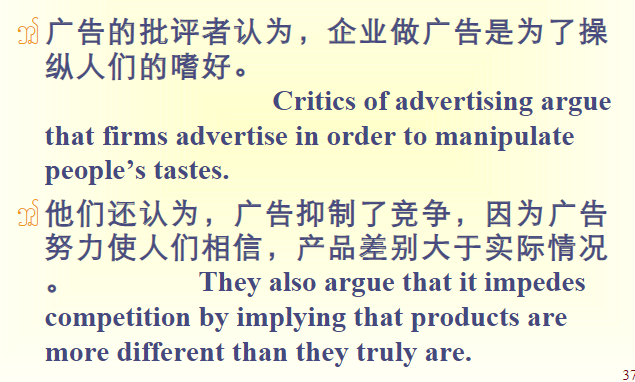 广告的批评者认为，企业做广告是为了操
纵人们的嗜好。
Critics of advertising argue
that firms advertise in order to manipulate
people’s tastes.
他们还认为，广告抑制了竞争，因为广告
努力使人们相信，产品差别大于实际情况
。 They also argue that it impedes
competition by implying that products are
more different than they truly are.
37